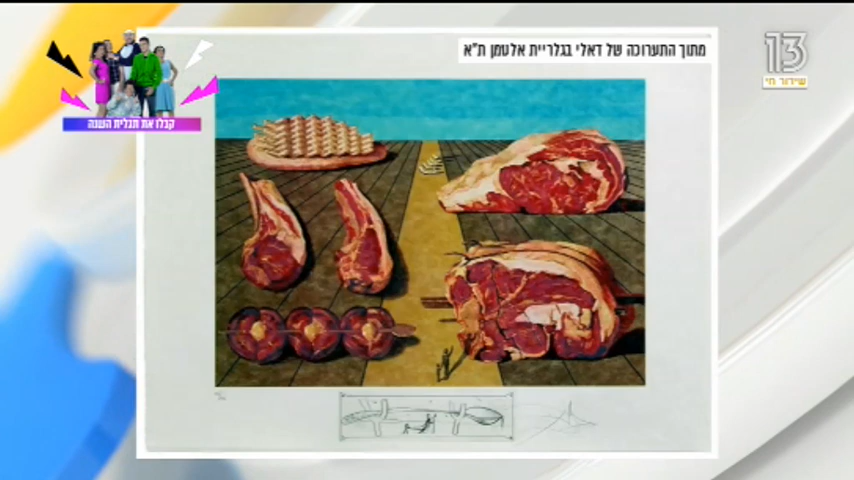 מתוך התערוכה של דאלי בגלריית אלטמן ת"א
13
שידור חי
קבלו את תגלית השנה